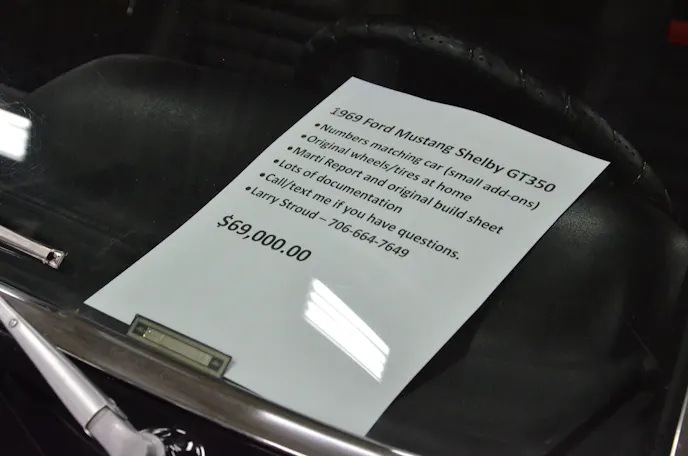 1969 Ford Mustang Shelby GT350
•Numbers matching car (small add-ons)
•Original wheels/tires at home
•Marti Report and original build sheet
•Lots of documentation
•Call/text me if you have questions.
•Larry Stroud – 706-664-7649
$69,000.00